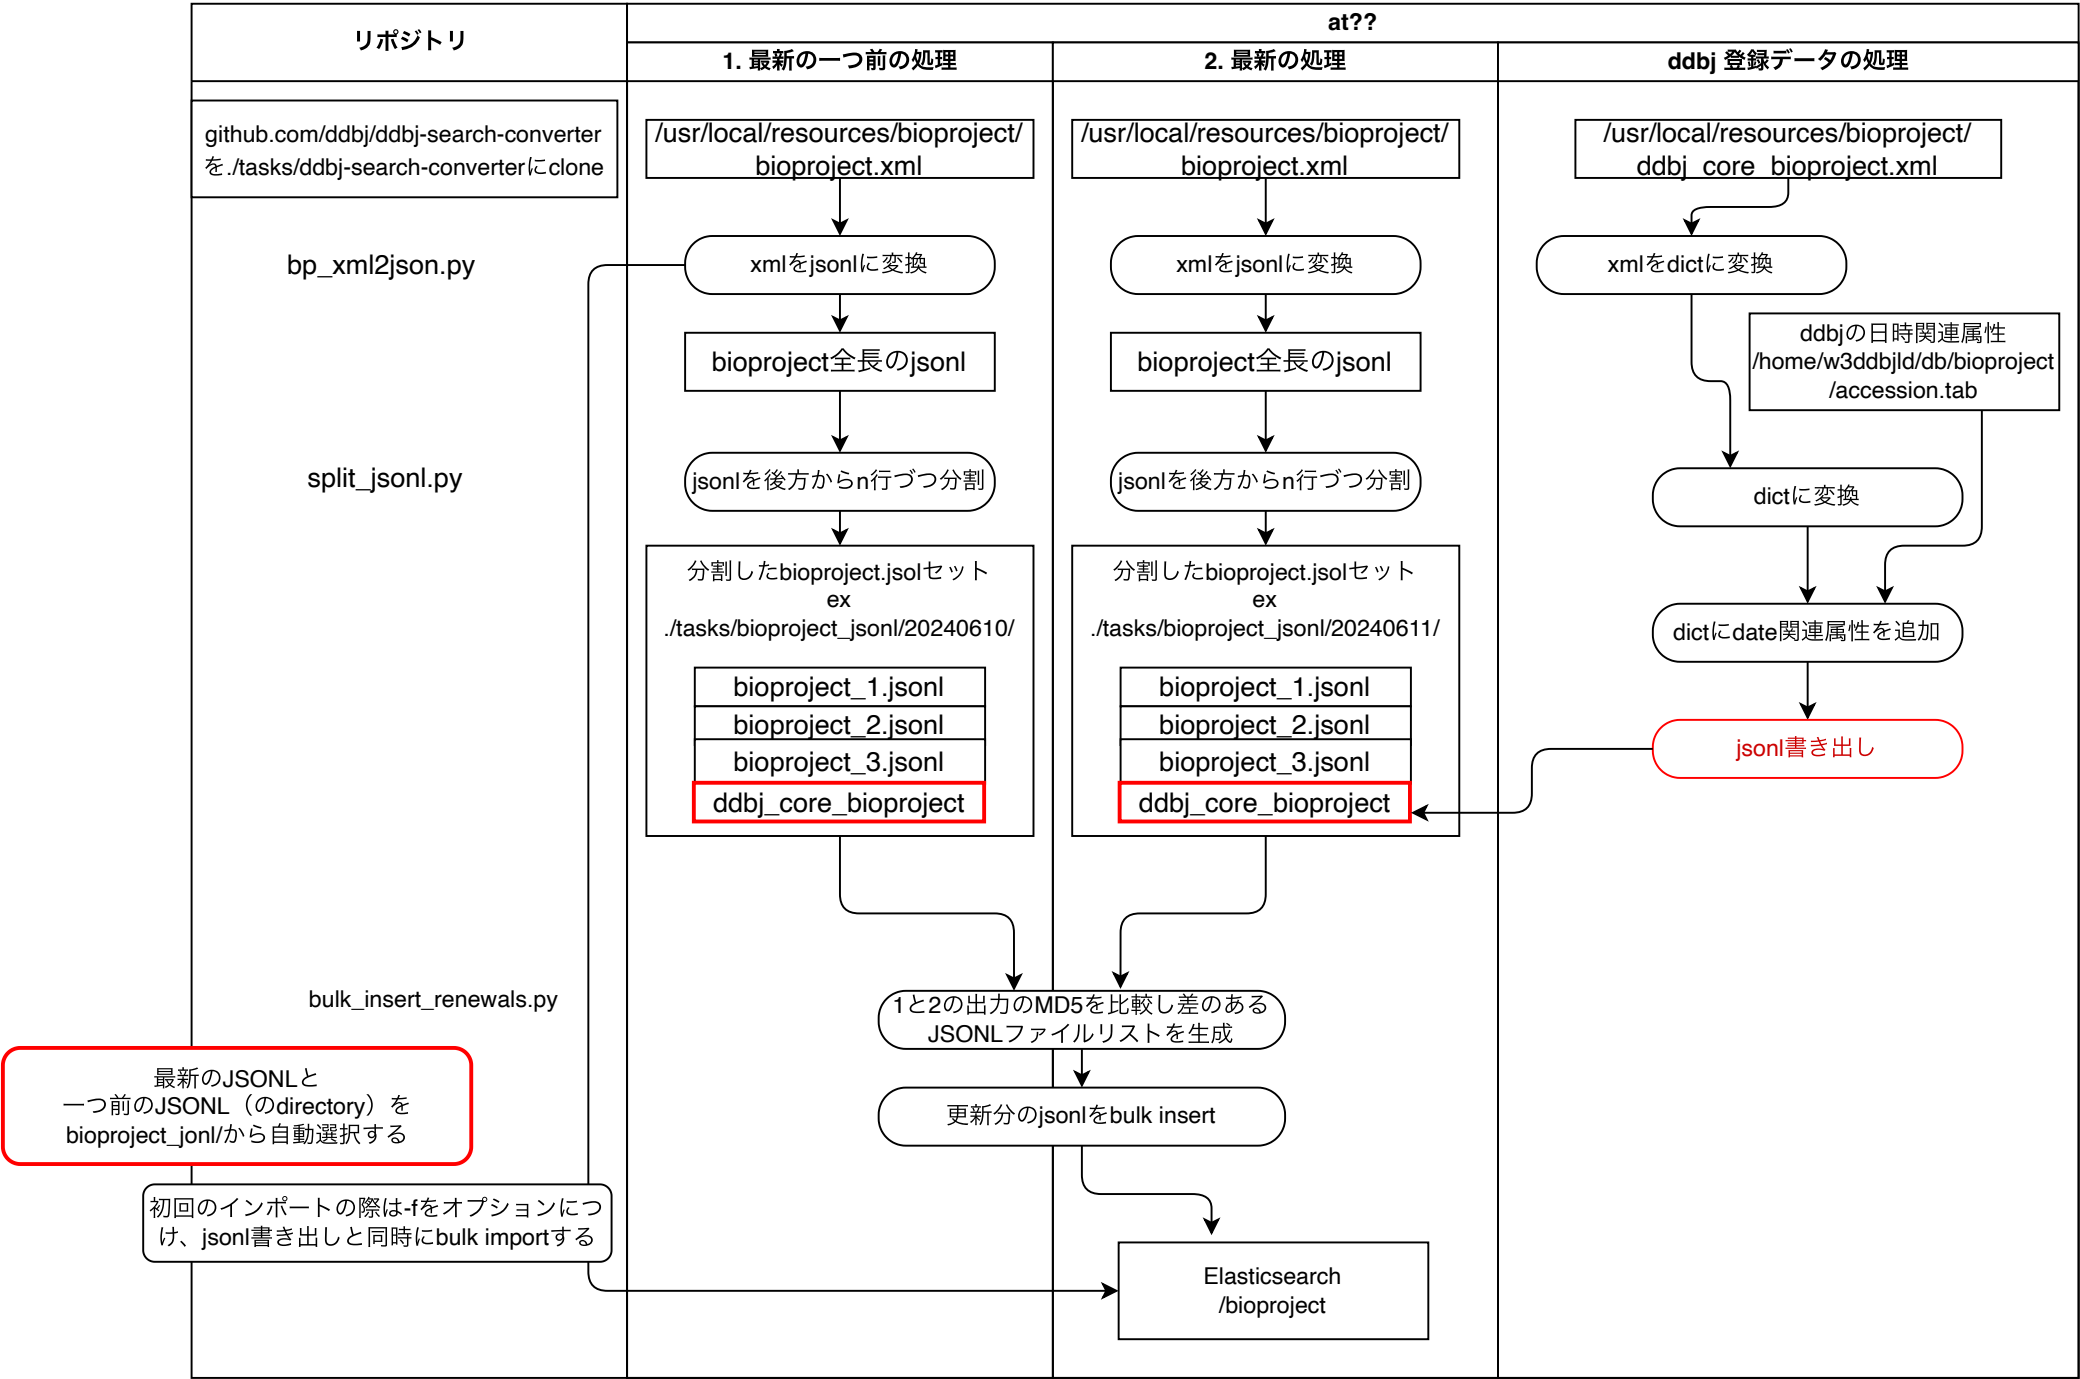 リポジトリ
at??
1. 最新の一つ前の処理
2. 最新の処理
ddbj 登録データの処理
github.com/ddbj/ddbj-search-converter
を./tasks/ddbj-search-converterにclone
/usr/local/resources/bioproject/
bioproject.xml
/usr/local/resources/bioproject/
bioproject.xml
/usr/local/resources/bioproject/
ddbj_core_bioproject.xml
bp_xml2json.py
xmlをjsonlに変換
xmlをjsonlに変換
xmlをdictに変換
bioproject全長のjsonl
bioproject全長のjsonl
ddbjの日時関連属性
/home/w3ddbjld/db/bioproject
/accession.tab
split_jsonl.py
jsonlを後方からn行づつ分割
jsonlを後方からn行づつ分割
dictに変換
分割したbioproject.jsolセット
ex
./tasks/bioproject_jsonl/20240610/
bioproject_1.jsonl
bioproject_2.jsonl
bioproject_3.jsonl
ddbj_core_bioproject
分割したbioproject.jsolセット
ex
./tasks/bioproject_jsonl/20240611/
bioproject_1.jsonl
bioproject_2.jsonl
bioproject_3.jsonl
ddbj_core_bioproject
dictにdate関連属性を追加
jsonl書き出し
bulk_insert_renewals.py
1と2の出力のMD5を比較し差のある
JSONLファイルリストを生成
最新のJSONLと
一つ前のJSONL（のdirectory）を
bioproject_jonl/から自動選択する
更新分のjsonlをbulk insert
初回のインポートの際は-fをオプションにつ
け、jsonl書き出しと同時にbulk importする
Elasticsearch
/bioproject